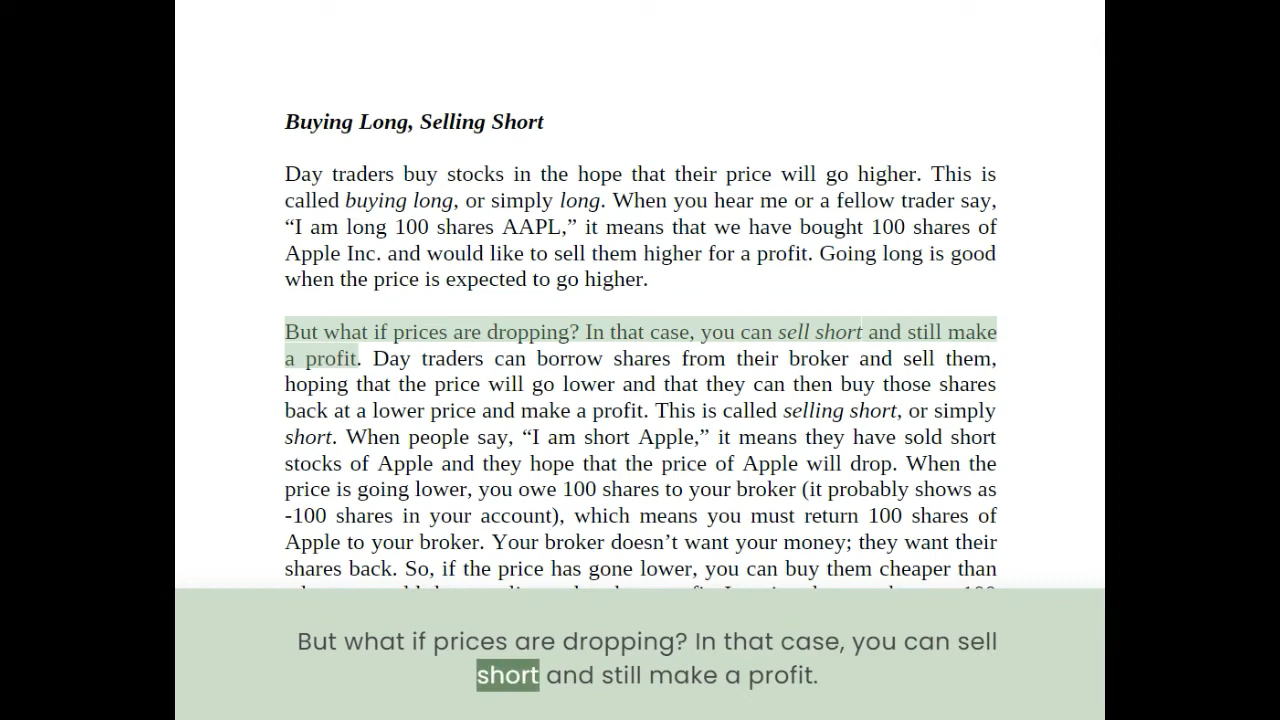 Buying Long, Selling Short
Day traders buy stocks in the hope that their price will go higher. This is
called buying long, or simply long. When you hear me or a fellow trader say,
“I am long 100 shares AAPL,” it means that we have bought 100 shares of
Apple Inc. and would like to sell them higher for a profit. Going long is good
when the price is expected to go higher.
But what if prices are dropping? In that case, you can sell short and still make
a profit. Day traders can borrow shares from their broker and sell them,
hoping that the price will go lower and that they can then buy those shares
back at a lower price and make a profit. This is called selling short, or simply
short. When people say, “I am short Apple,” it means they have sold short
stocks of Apple and they hope that the price of Apple will drop. When the
price is going lower, you owe 100 shares to your broker (it probably shows as
-100 shares in your account), which means you must return 100 shares of
Apple to your broker. Your broker doesn’t want your money; they want their
shares back. So, if the price has gone lower, you can buy them cheaper than
But what if prices are dropping? In that case, you can sell
short and still make a profit.